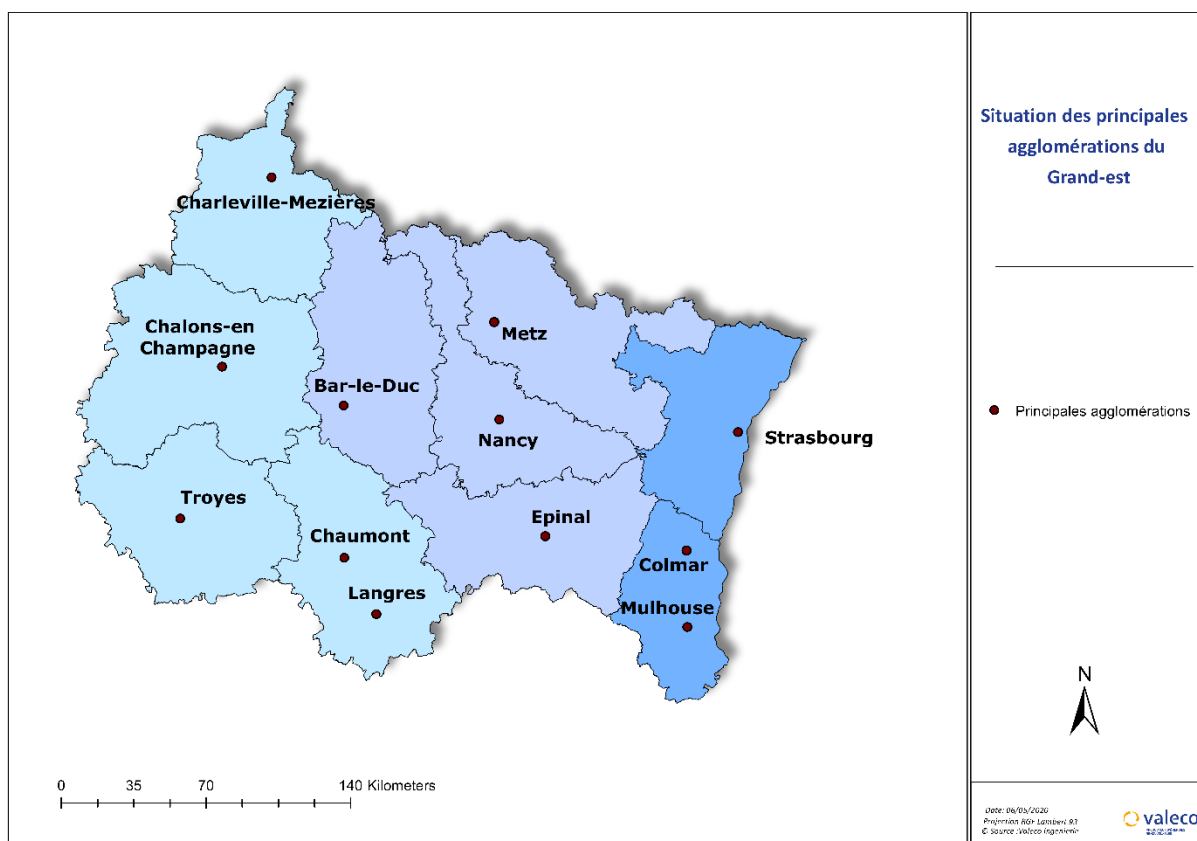 Charleville-Mezières
Chalons-en
Champagne
Metz
Bar-le-Duc
Nancy
Strasbourg
Troyes
Epinal
Chaumont
Colmar
Langres
Mulhouse
0 35 70 140 Kilometers
Situation des principales
agglomérations du
Grand-est
Principales agglomérations
N
Date: 06/05/2020
Projection RGF Lambert 93
© Source :Valeco Ingenierie
valeco